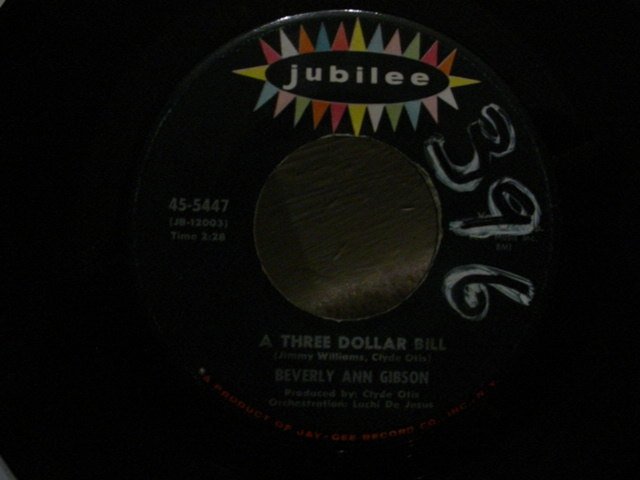 jubilee
396
45-5447
(JB-12003)
Time 2:28
BMI
A THREE DOLLAR BILL
(Jimmy Williams, Clyde Otis)
BEVERLY ANN GIBSON
Produced by: Clyde Otis
Orchestration: Luchi De Jesus
A PRODUCT OF JAY-GEE RECORD CO., INC., N.Y.